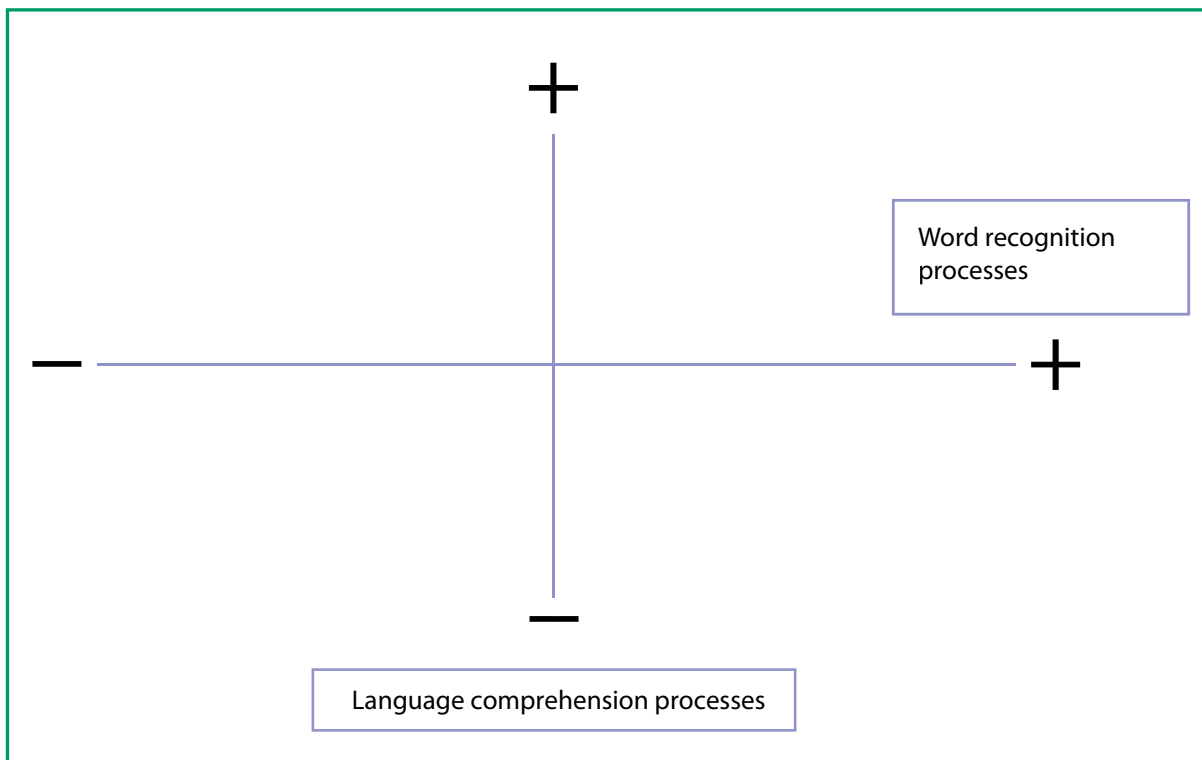 +
Word recognition
processes
− +
−
Language comprehension processes